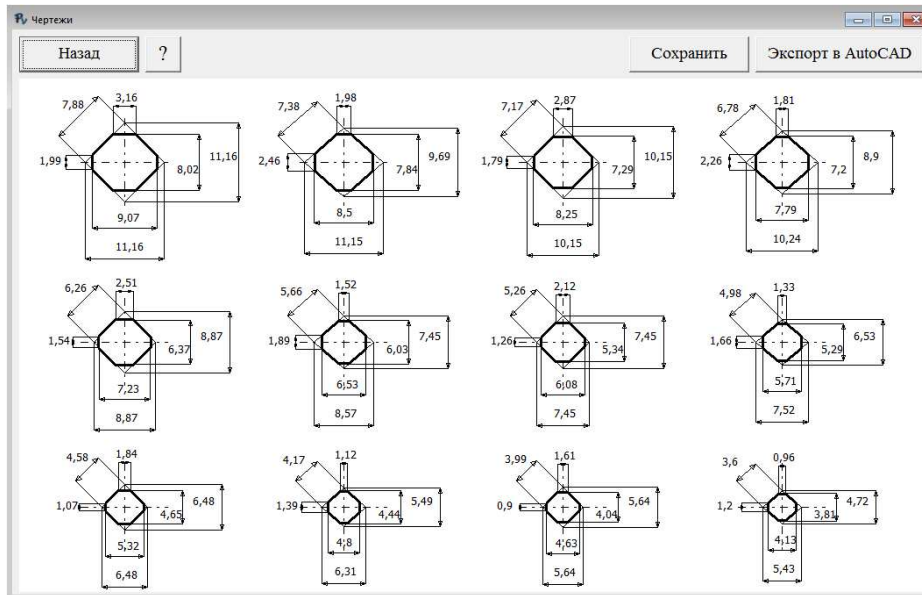 Чертежи
Назад ? Сохранить Экспорт в AutoCAD
7,88 3,16 7,38 1,98 7,17 2,87 6,78 1,81
1,99 8,02 11,16 2,46 7,84 9,69 1,79 7,29 10,15 2,26 7,2 8,9
9,07 8,5 8,25 7,79
11,16 11,15 10,15 10,24
6,26 2,51 5,66 1,52 5,26 2,12 4,98 1,33
1,54 6,37 8,87 1,89 6,03 7,45 1,26 5,34 7,45 1,66 5,29 6,53
7,23 6,53 6,08 5,71
8,87 8,57 7,45 7,52
4,58 1,84 4,17 1,12 3,99 1,61 3,6 0,96
1,07 4,65 6,48 1,39 4,44 5,49 0,9 4,04 5,64 1,2 3,81 4,72
5,32 4,8 4,63 4,13
6,48 6,31 5,64 5,43